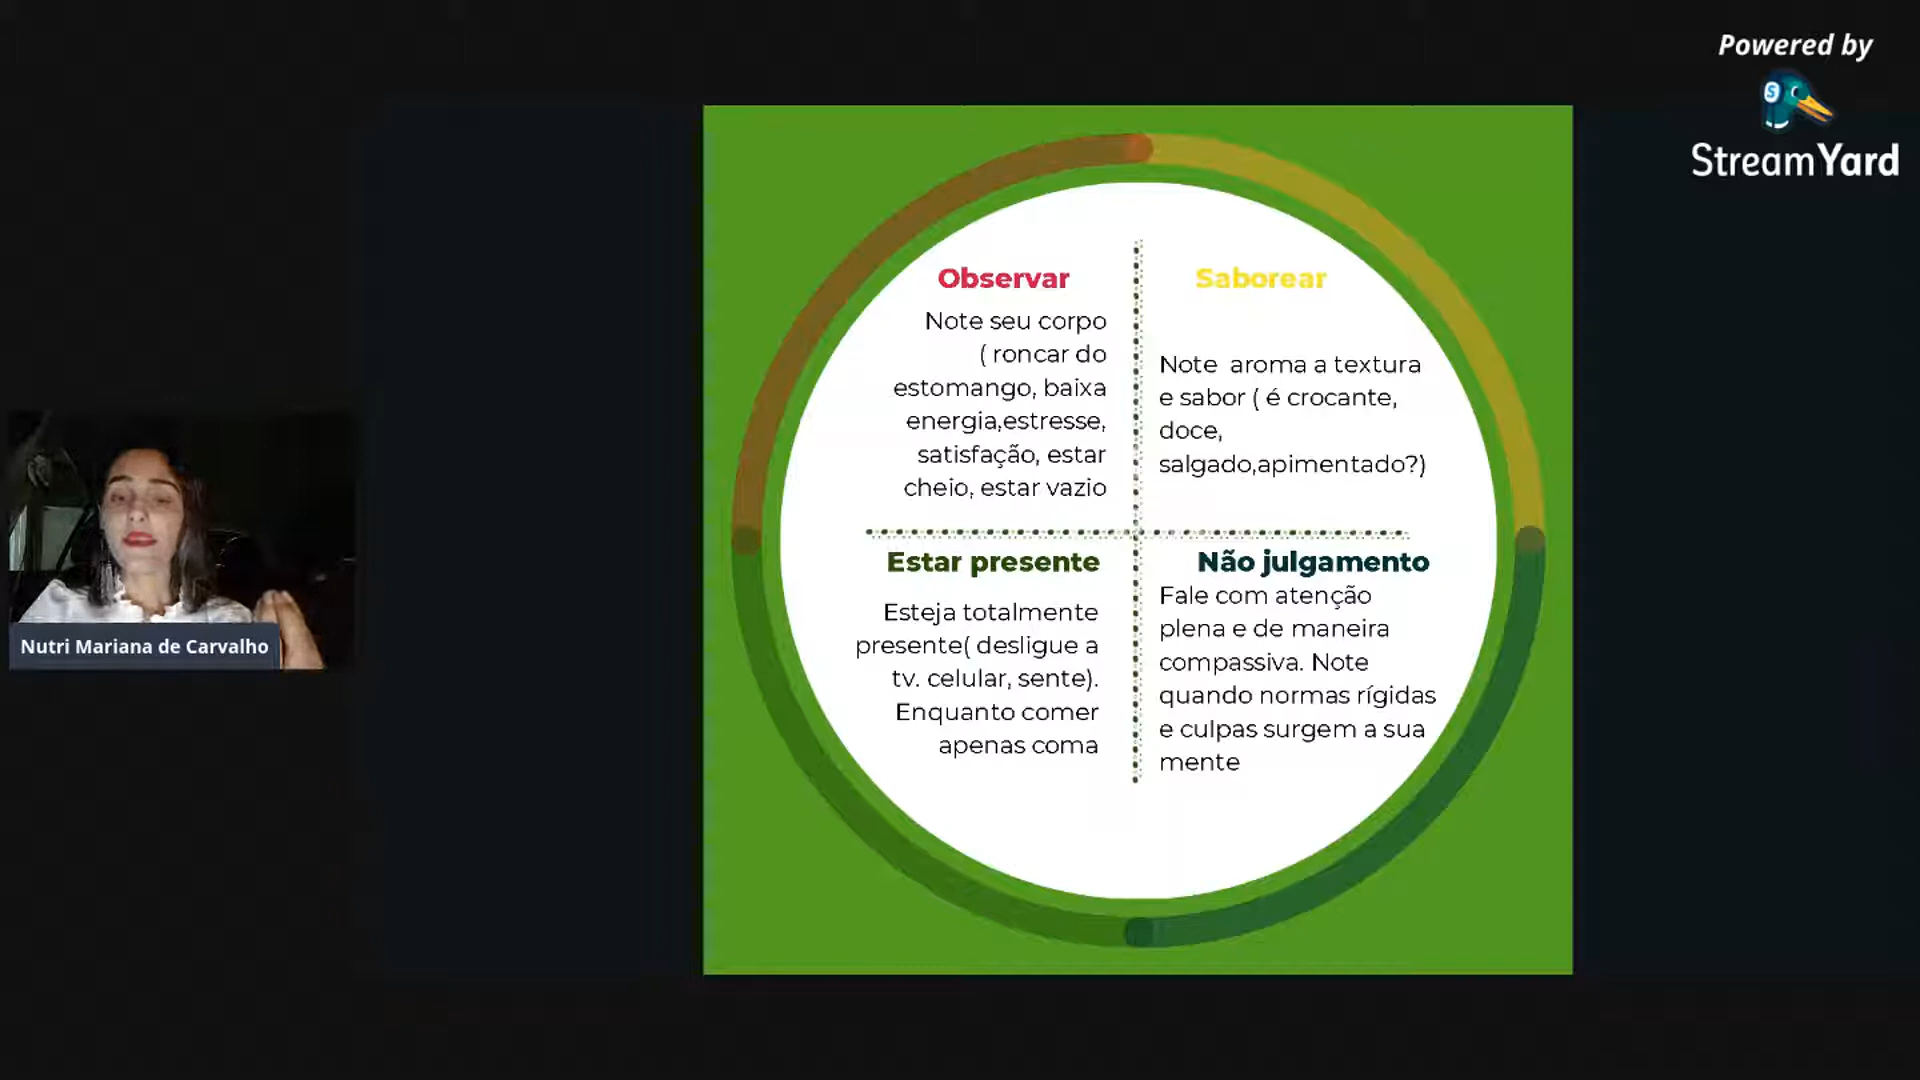 Powered by
StreamYard
Observar
Note seu corpo
( roncar do
estomango, baixa
energia,estresse,
satisfação, estar
cheio, estar vazio
Saborear
Note aroma a textura
e sabor ( é crocante,
doce,
salgado,apimentado?)
Estar presente
Esteja totalmente
presente( desligue a
tv. celular, sente).
Enquanto comer
apenas coma
Não julgamento
Fale com atenção
plena e de maneira
compassiva. Note
quando normas rígidas
e culpas surgem a sua
mente
Nutri Mariana de Carvalho